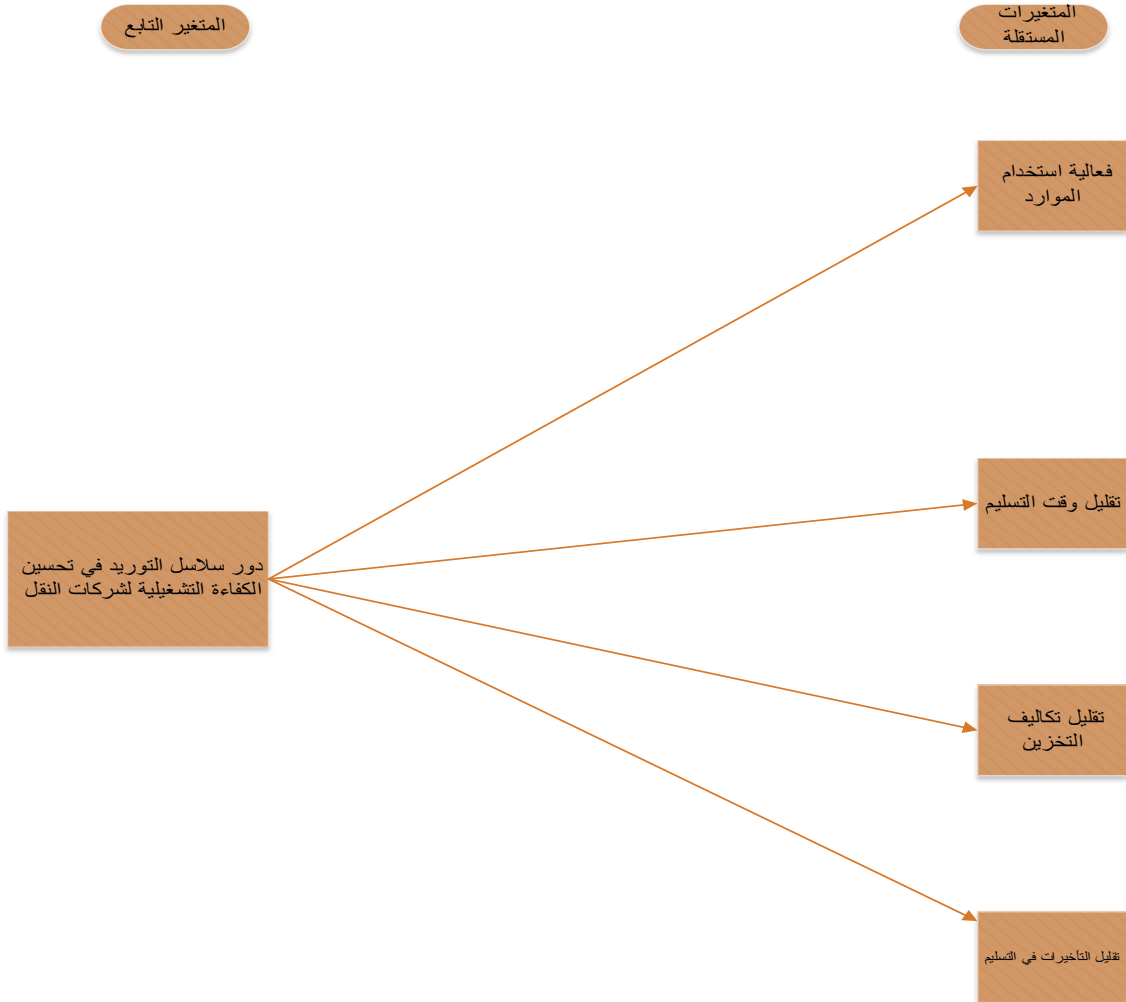 المتغيرات
المستقلة
المتغير التابع
فعالية استخدام
الموارد
تقليل وقت التسليم
دور سلاسل التوريد في تحسين
الكفاءة التشغيلية لشركات النقل
تقليل تكاليف
التخزين
تقليل التأخيرات في التسليم